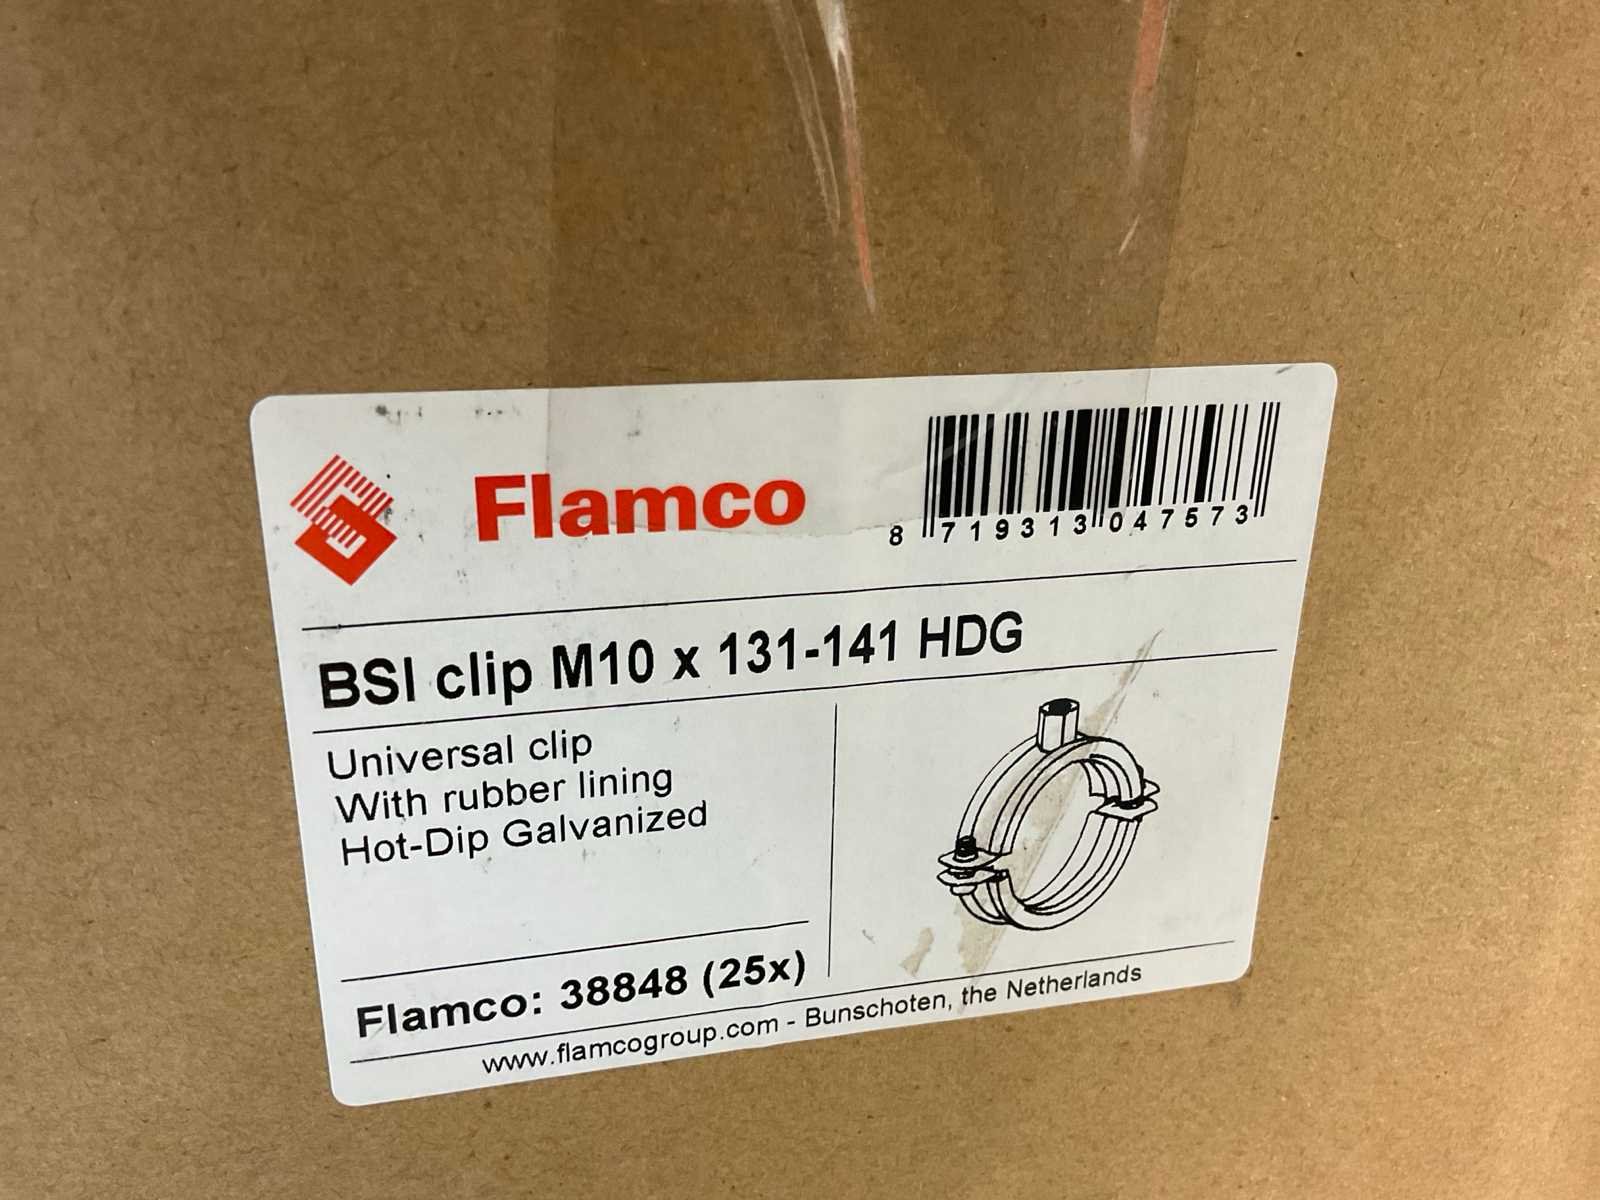 Flamco
8 719313 047573
BSI clip M10 x 131-141 HDG
Universal clip
With rubber lining
Hot-Dip Galvanized
Flamco: 38848 (25x)
www.flamcogroup.com - Bunschoten, the Netherlands